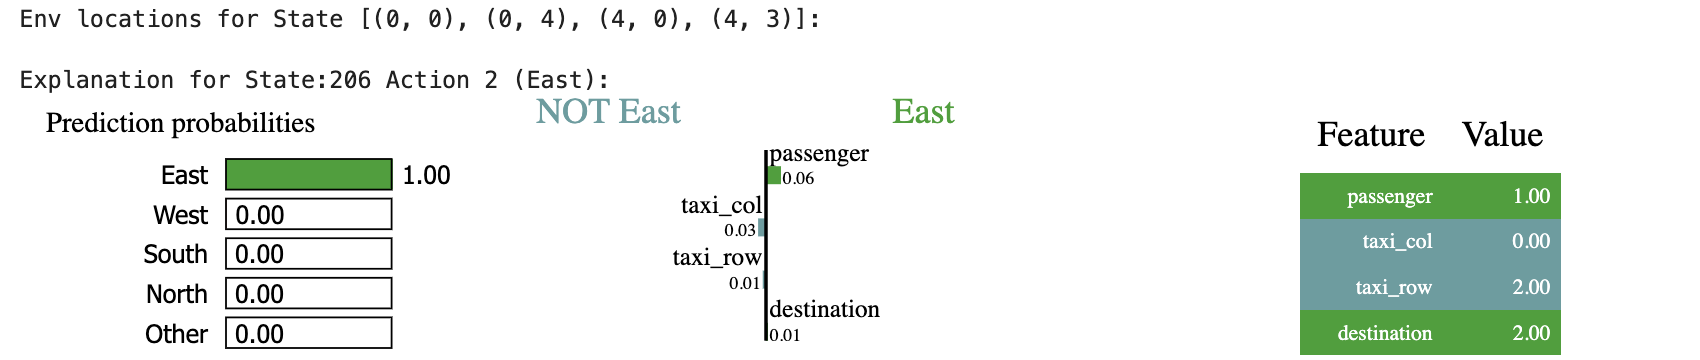 Env locations for State [(0, 0), (0, 4), (4, 0), (4, 3)]:
Explanation for State:206 Action 2 (East):
Prediction probabilities
East 1.00
West 0.00
South 0.00
North 0.00
Other 0.00
NOT East East
passenger
0.06
taxi_col
0.03
taxi_row
0.01
destination
0.01
Feature Value
passenger 1.00
taxi_col 0.00
taxi_row 2.00
destination 2.00